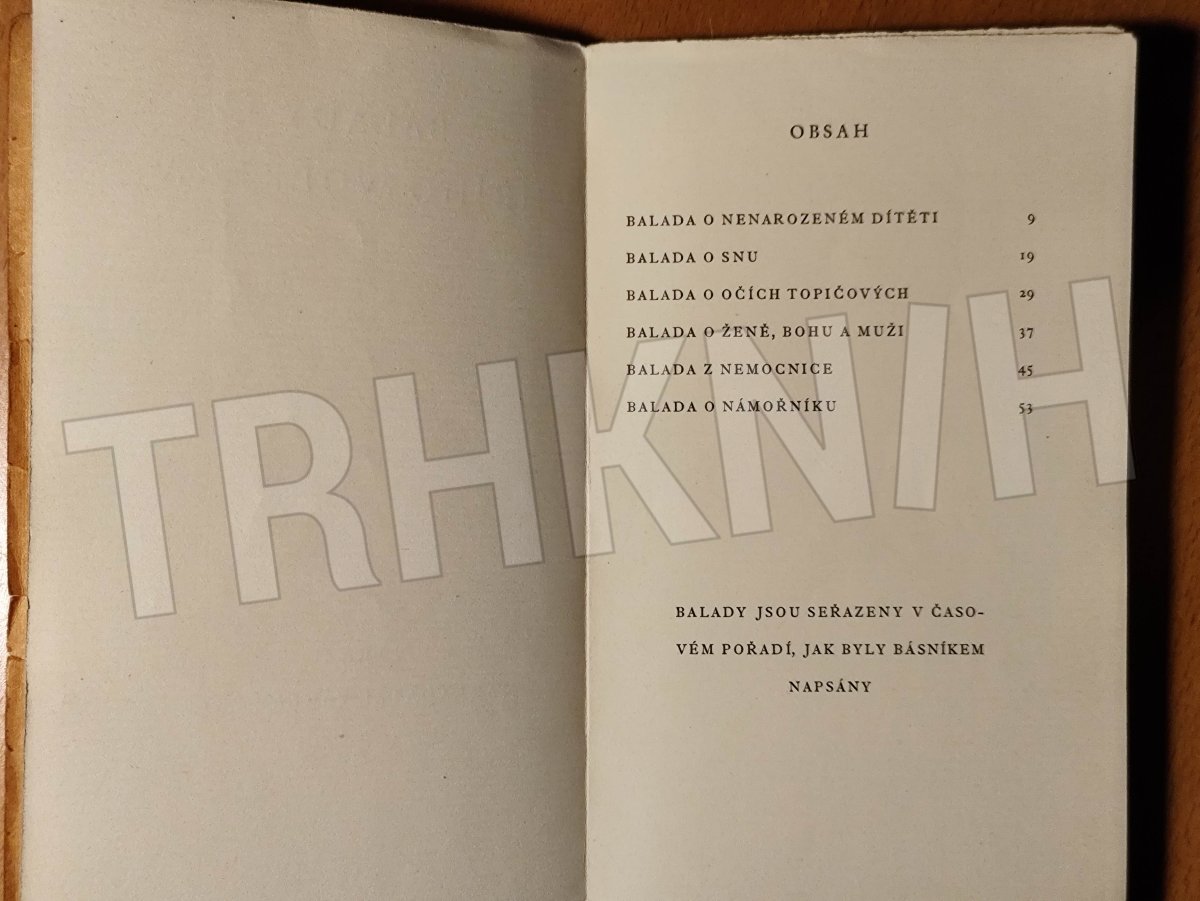 OBSAH
BALADA O NENAROZENÉM DÍTĚTI 9
BALADA O SNU 19
BALADA O OČÍCH TOPIČOVÝCH 29
BALADA O ŽENĚ, BOHU A MUŽI 37
BALADA Z NEMOCNICE 45
BALADA O NÁMOŘNÍKU 53
TRHKNIH
BALADY JSOU SEŘAZENY V ČASO-
VÉM POŘADÍ, JAK BYLY BÁSNÍKEM
NAPSÁNY